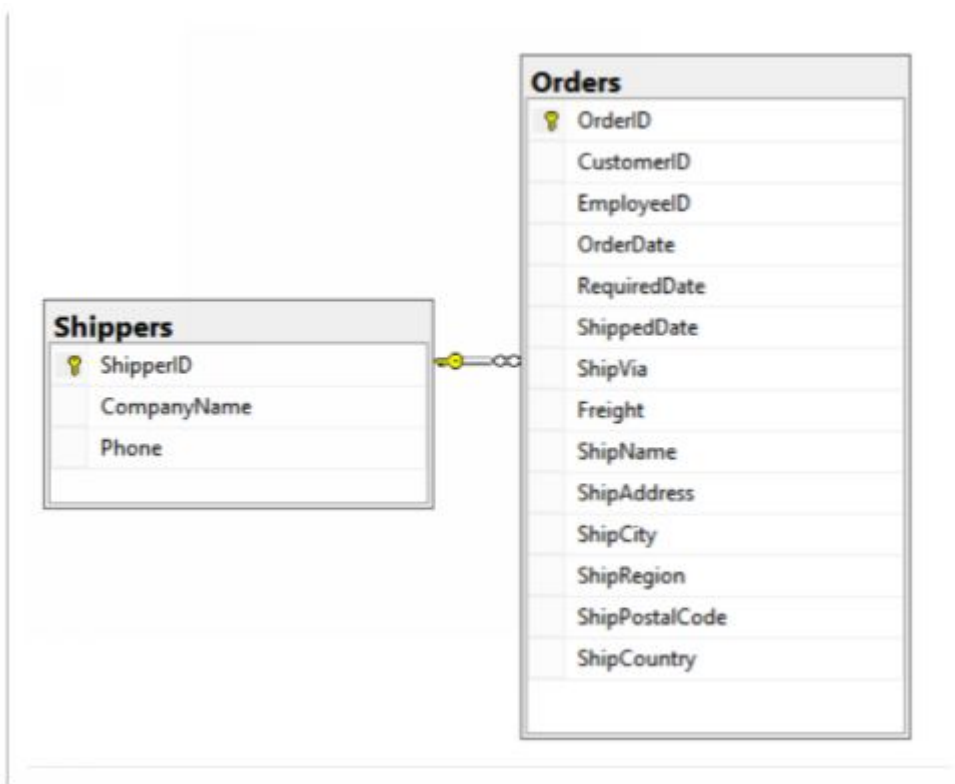 Shippers
ShipperID
CompanyName
Phone
Orders
OrderID
CustomerID
EmployeeID
OrderDate
RequiredDate
ShippedDate
ShipVia
Freight
ShipName
ShipAddress
ShipCity
ShipRegion
ShipPostalCode
ShipCountry